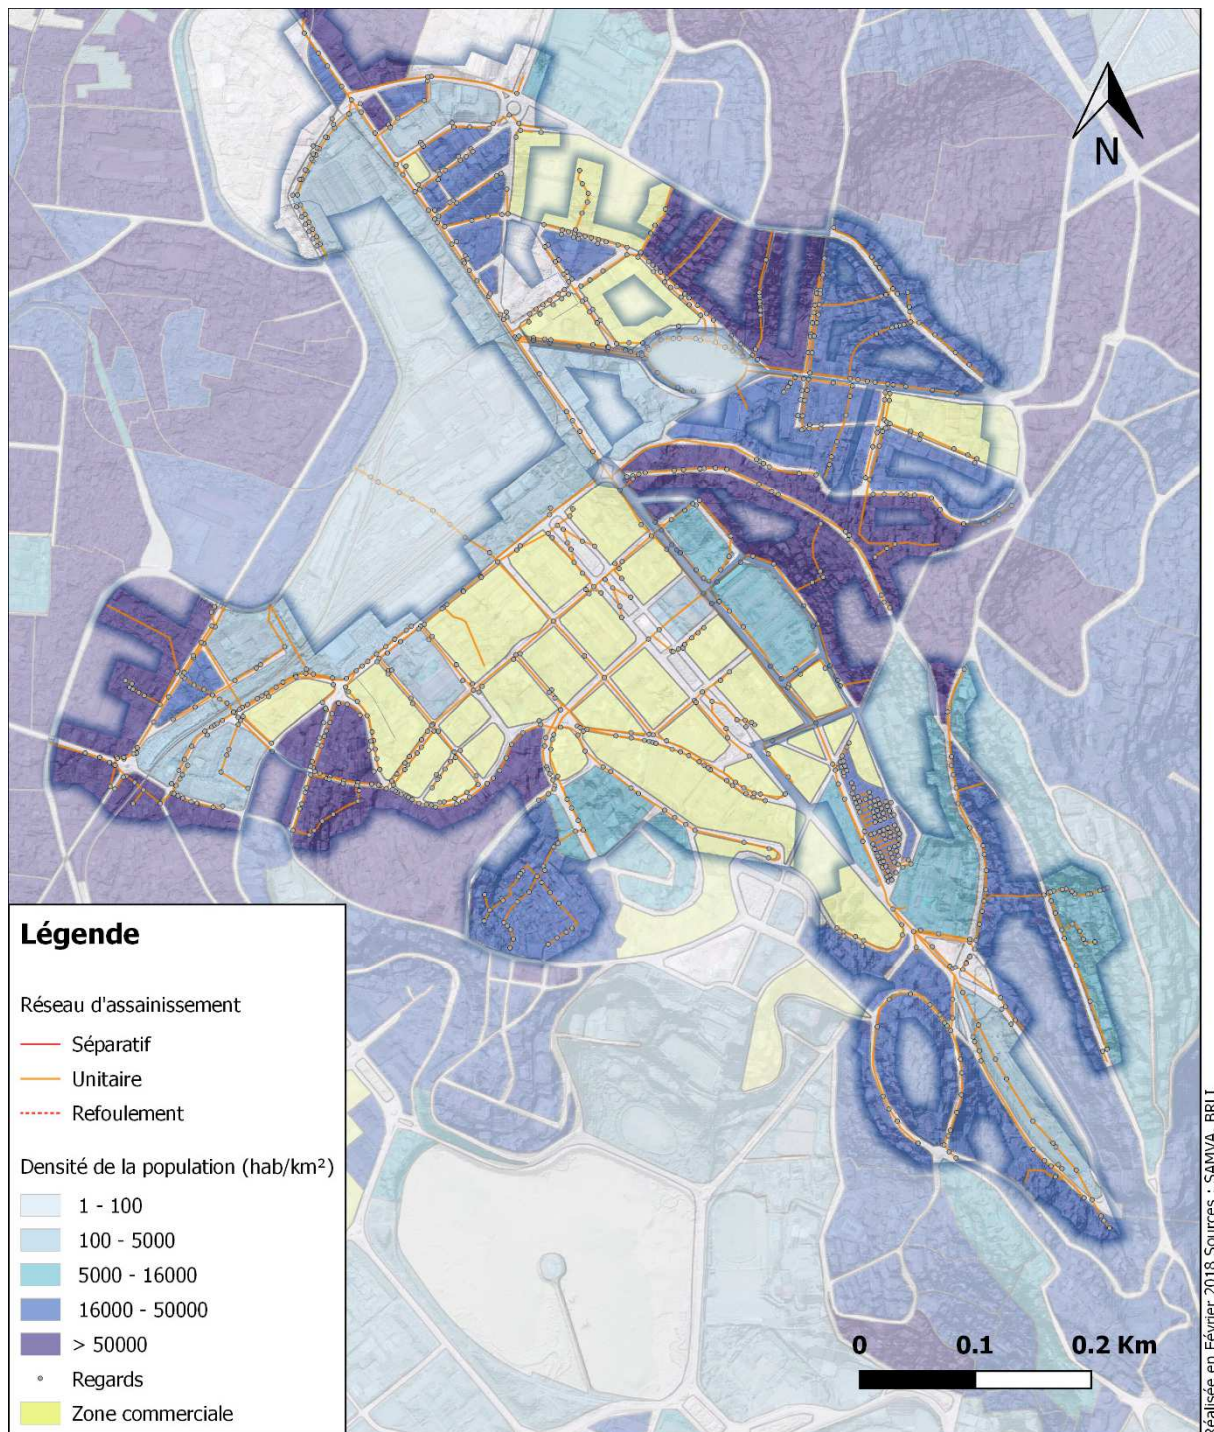 N
Légende
Réseau d'assainissement
Séparatif
Unitaire
Refoulement
Densité de la population (hab/km²)
1 - 100
100 - 5000
5000 - 16000
16000 - 50000
> 50000
Regards
Zone commerciale
0 0.1 0.2 Km
Réalisée en Février 2018 Sources : SAMVA, BRLI